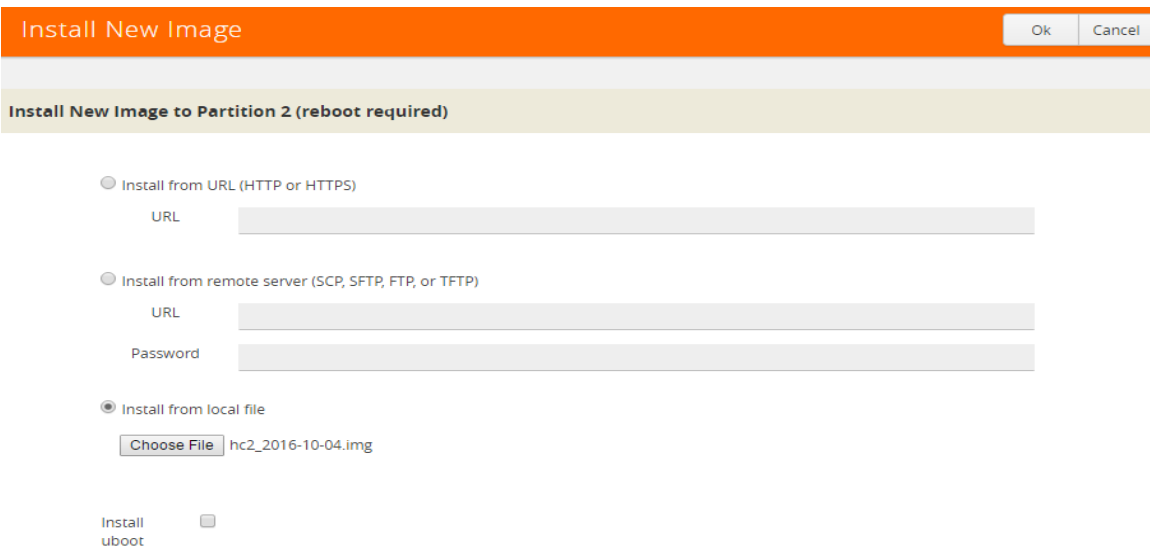 Install New Image
Ok
Cancel
Install New Image to Partition 2 (reboot required)
Install from URL (HTTP or HTTPS)
URL
Install from remote server (SCP, SFTP, FTP, or TFTP)
URL
Password
Install from local file
Choose File hc2_2016-10-04.img
Install
uboot